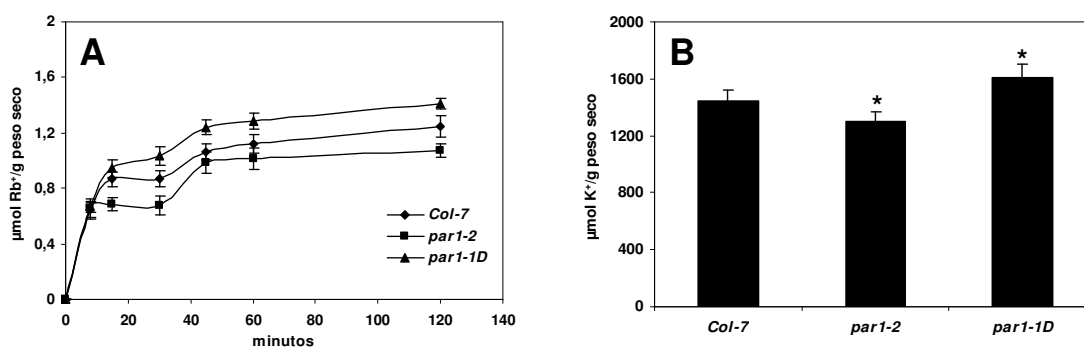 A
µmol Rb⁺/g peso seco
2
1,6
1,2
0,8
0,4
0
0 20 40 60 80 100 120 140
minutos
Col-7
par1-2
par1-1D
B
µmol K⁺/g peso seco
2000
1600
1200
800
400
0
*
*
Col-7 par1-2 par1-1D